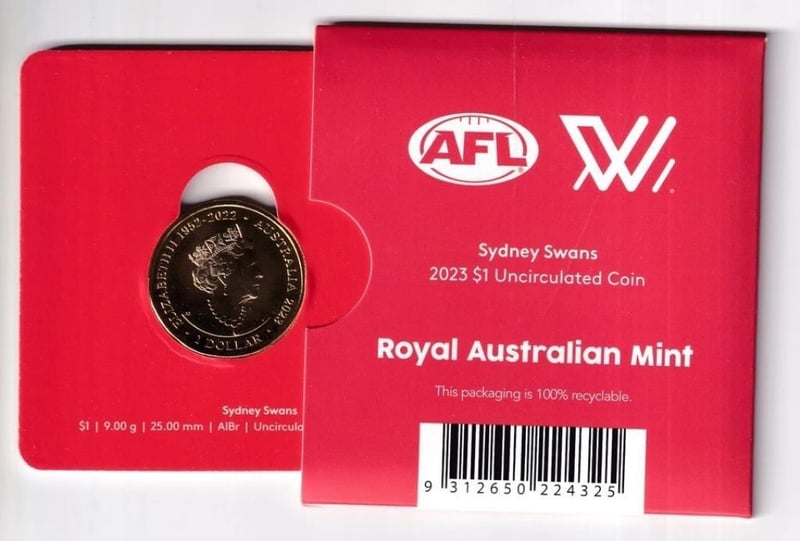 ELIZABETH II 1952-2022 · AUSTRALIA 2023 ·
1 DOLLAR ·
Sydney Swans
$1 | 9.00 g | 25.00 mm | AlBr | Uncircula
AFL
W
Sydney Swans
2023 $1 Uncirculated Coin
Royal Australian Mint
This packaging is 100% recyclable.
9 312650 224325